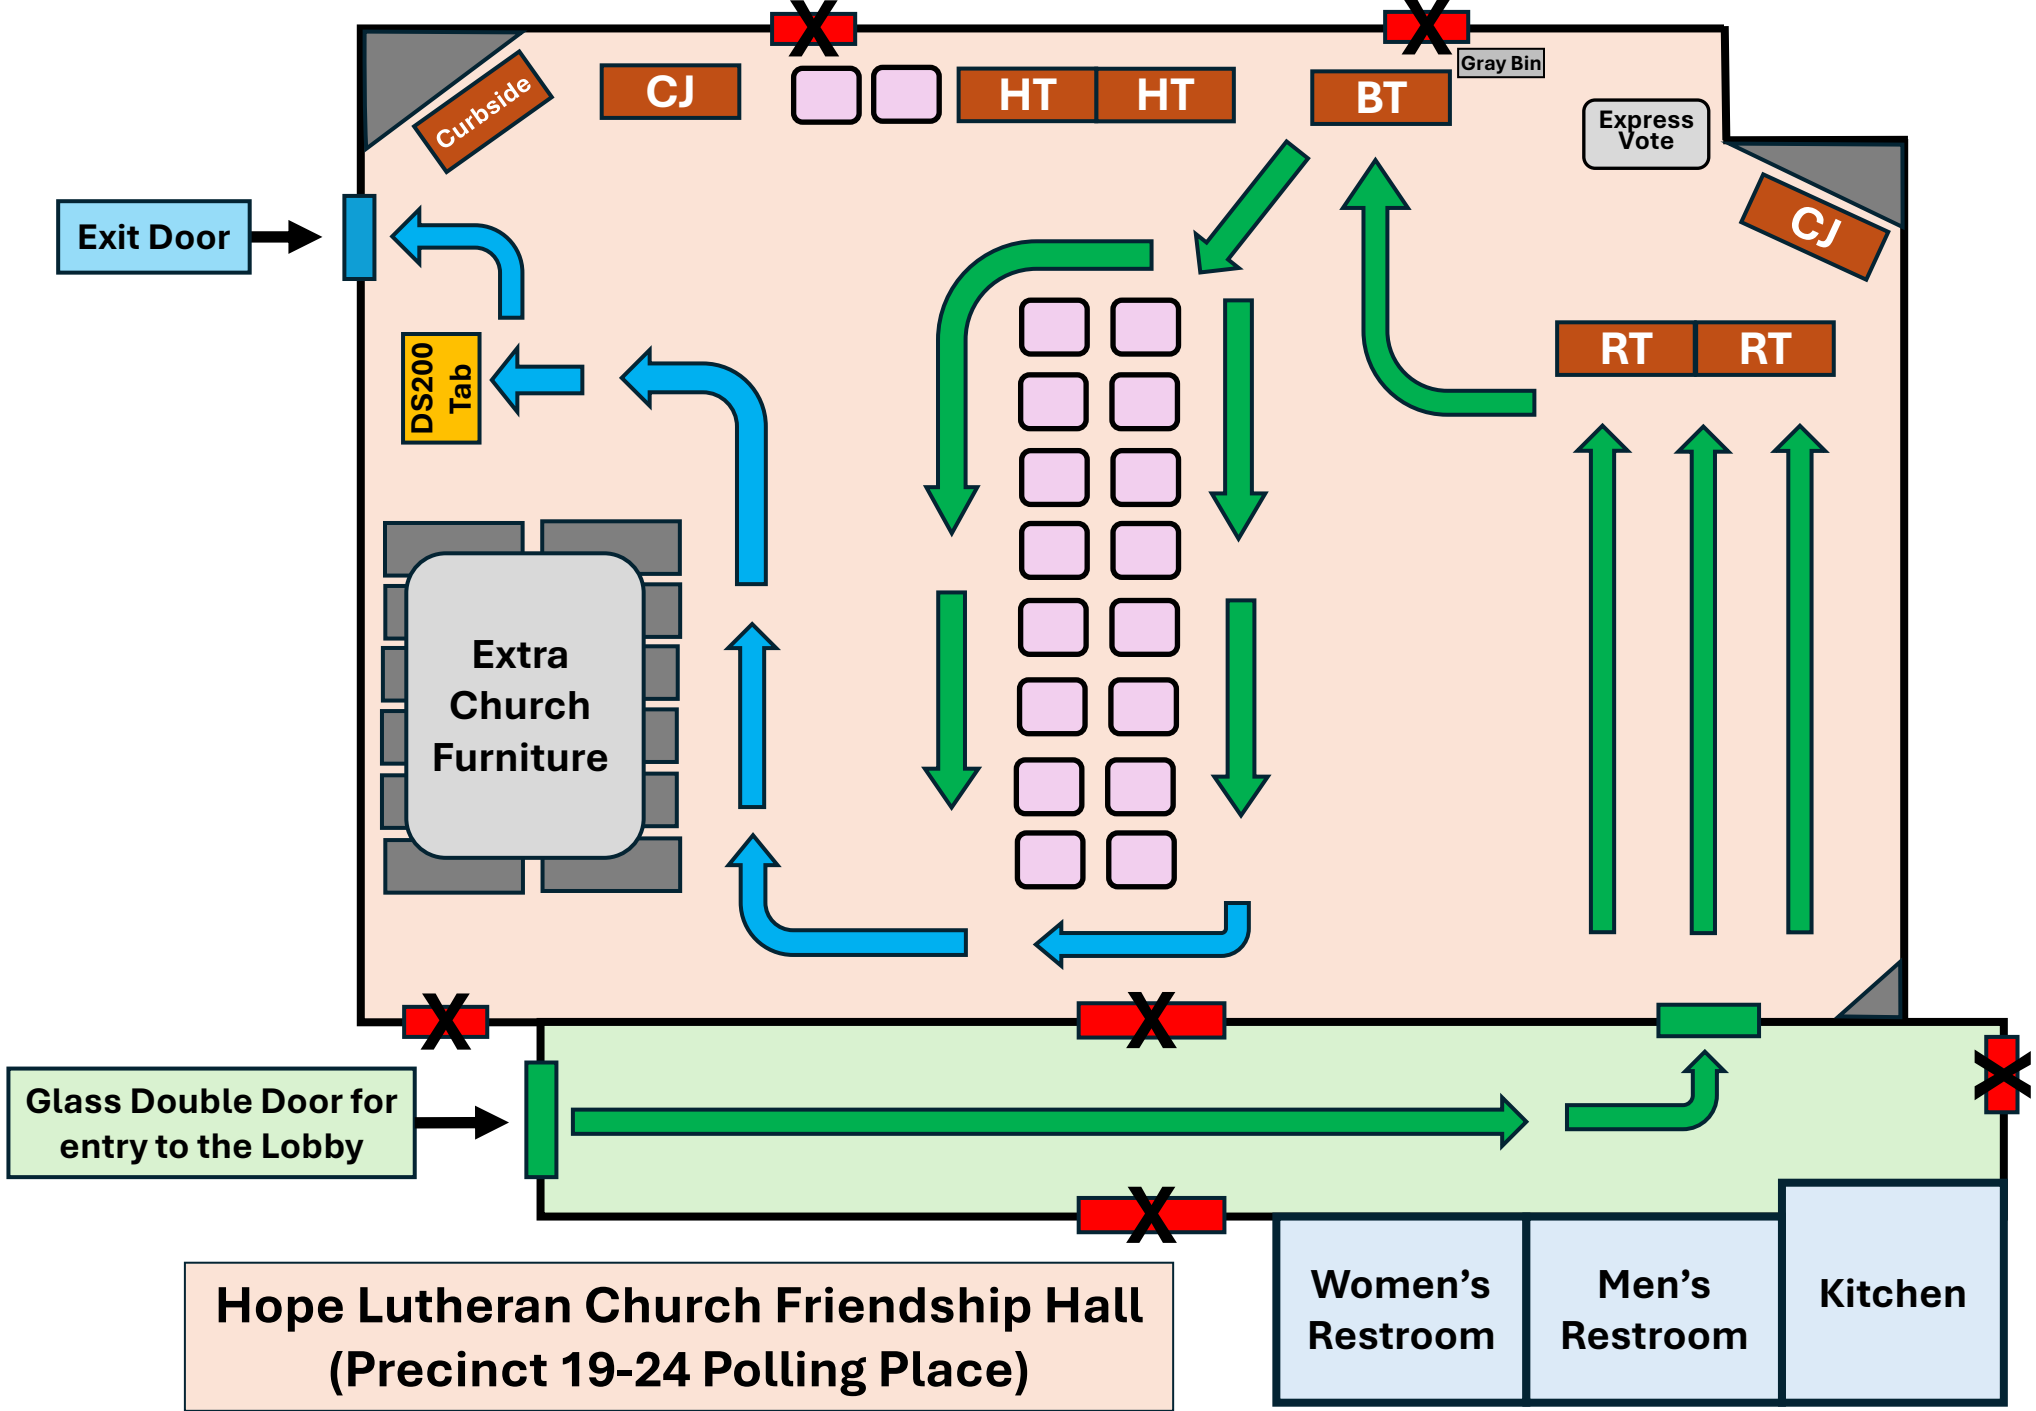 X
X
Gray Bin
Curbside
CJ
HT
HT
BT
Express
Vote
CJ
Exit Door
RT
RT
DS200
Tab
Extra
Church
Furniture
X
X
X
Glass Double Door for
entry to the Lobby
X
Women's
Restroom
Men's
Restroom
Kitchen
Hope Lutheran Church Friendship Hall
(Precinct 19-24 Polling Place)